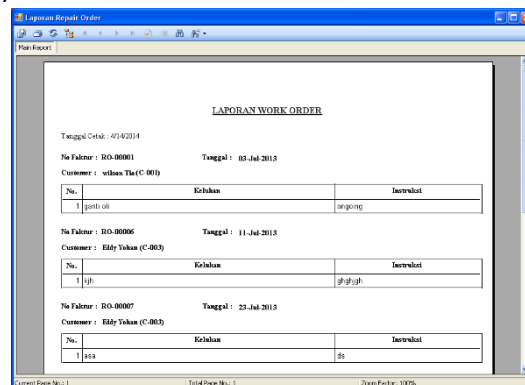 Laporan Repair Order
Main Report
LAPORAN WORK ORDER
Tanggal Cetak : 4/14/2014
No Faktur : RO-00001 Tanggal : 03-Jul-2013
Customer : wilson Tio (C-001)
No. Keluhan Instruksi
1 ganti oli ongoing
No Faktur : RO-00006 Tanggal : 11-Jul-2013
Customer : Eddy Yohan (C-003)
No. Keluhan Instruksi
1 kjh ghghjgh
No Faktur : RO-00007 Tanggal : 23-Jul-2013
Customer : Eddy Yohan (C-003)
No. Keluhan Instruksi
1 asa ds
Current Page No.: 1 Total Page No.: 1 Zoom Factor: 100%